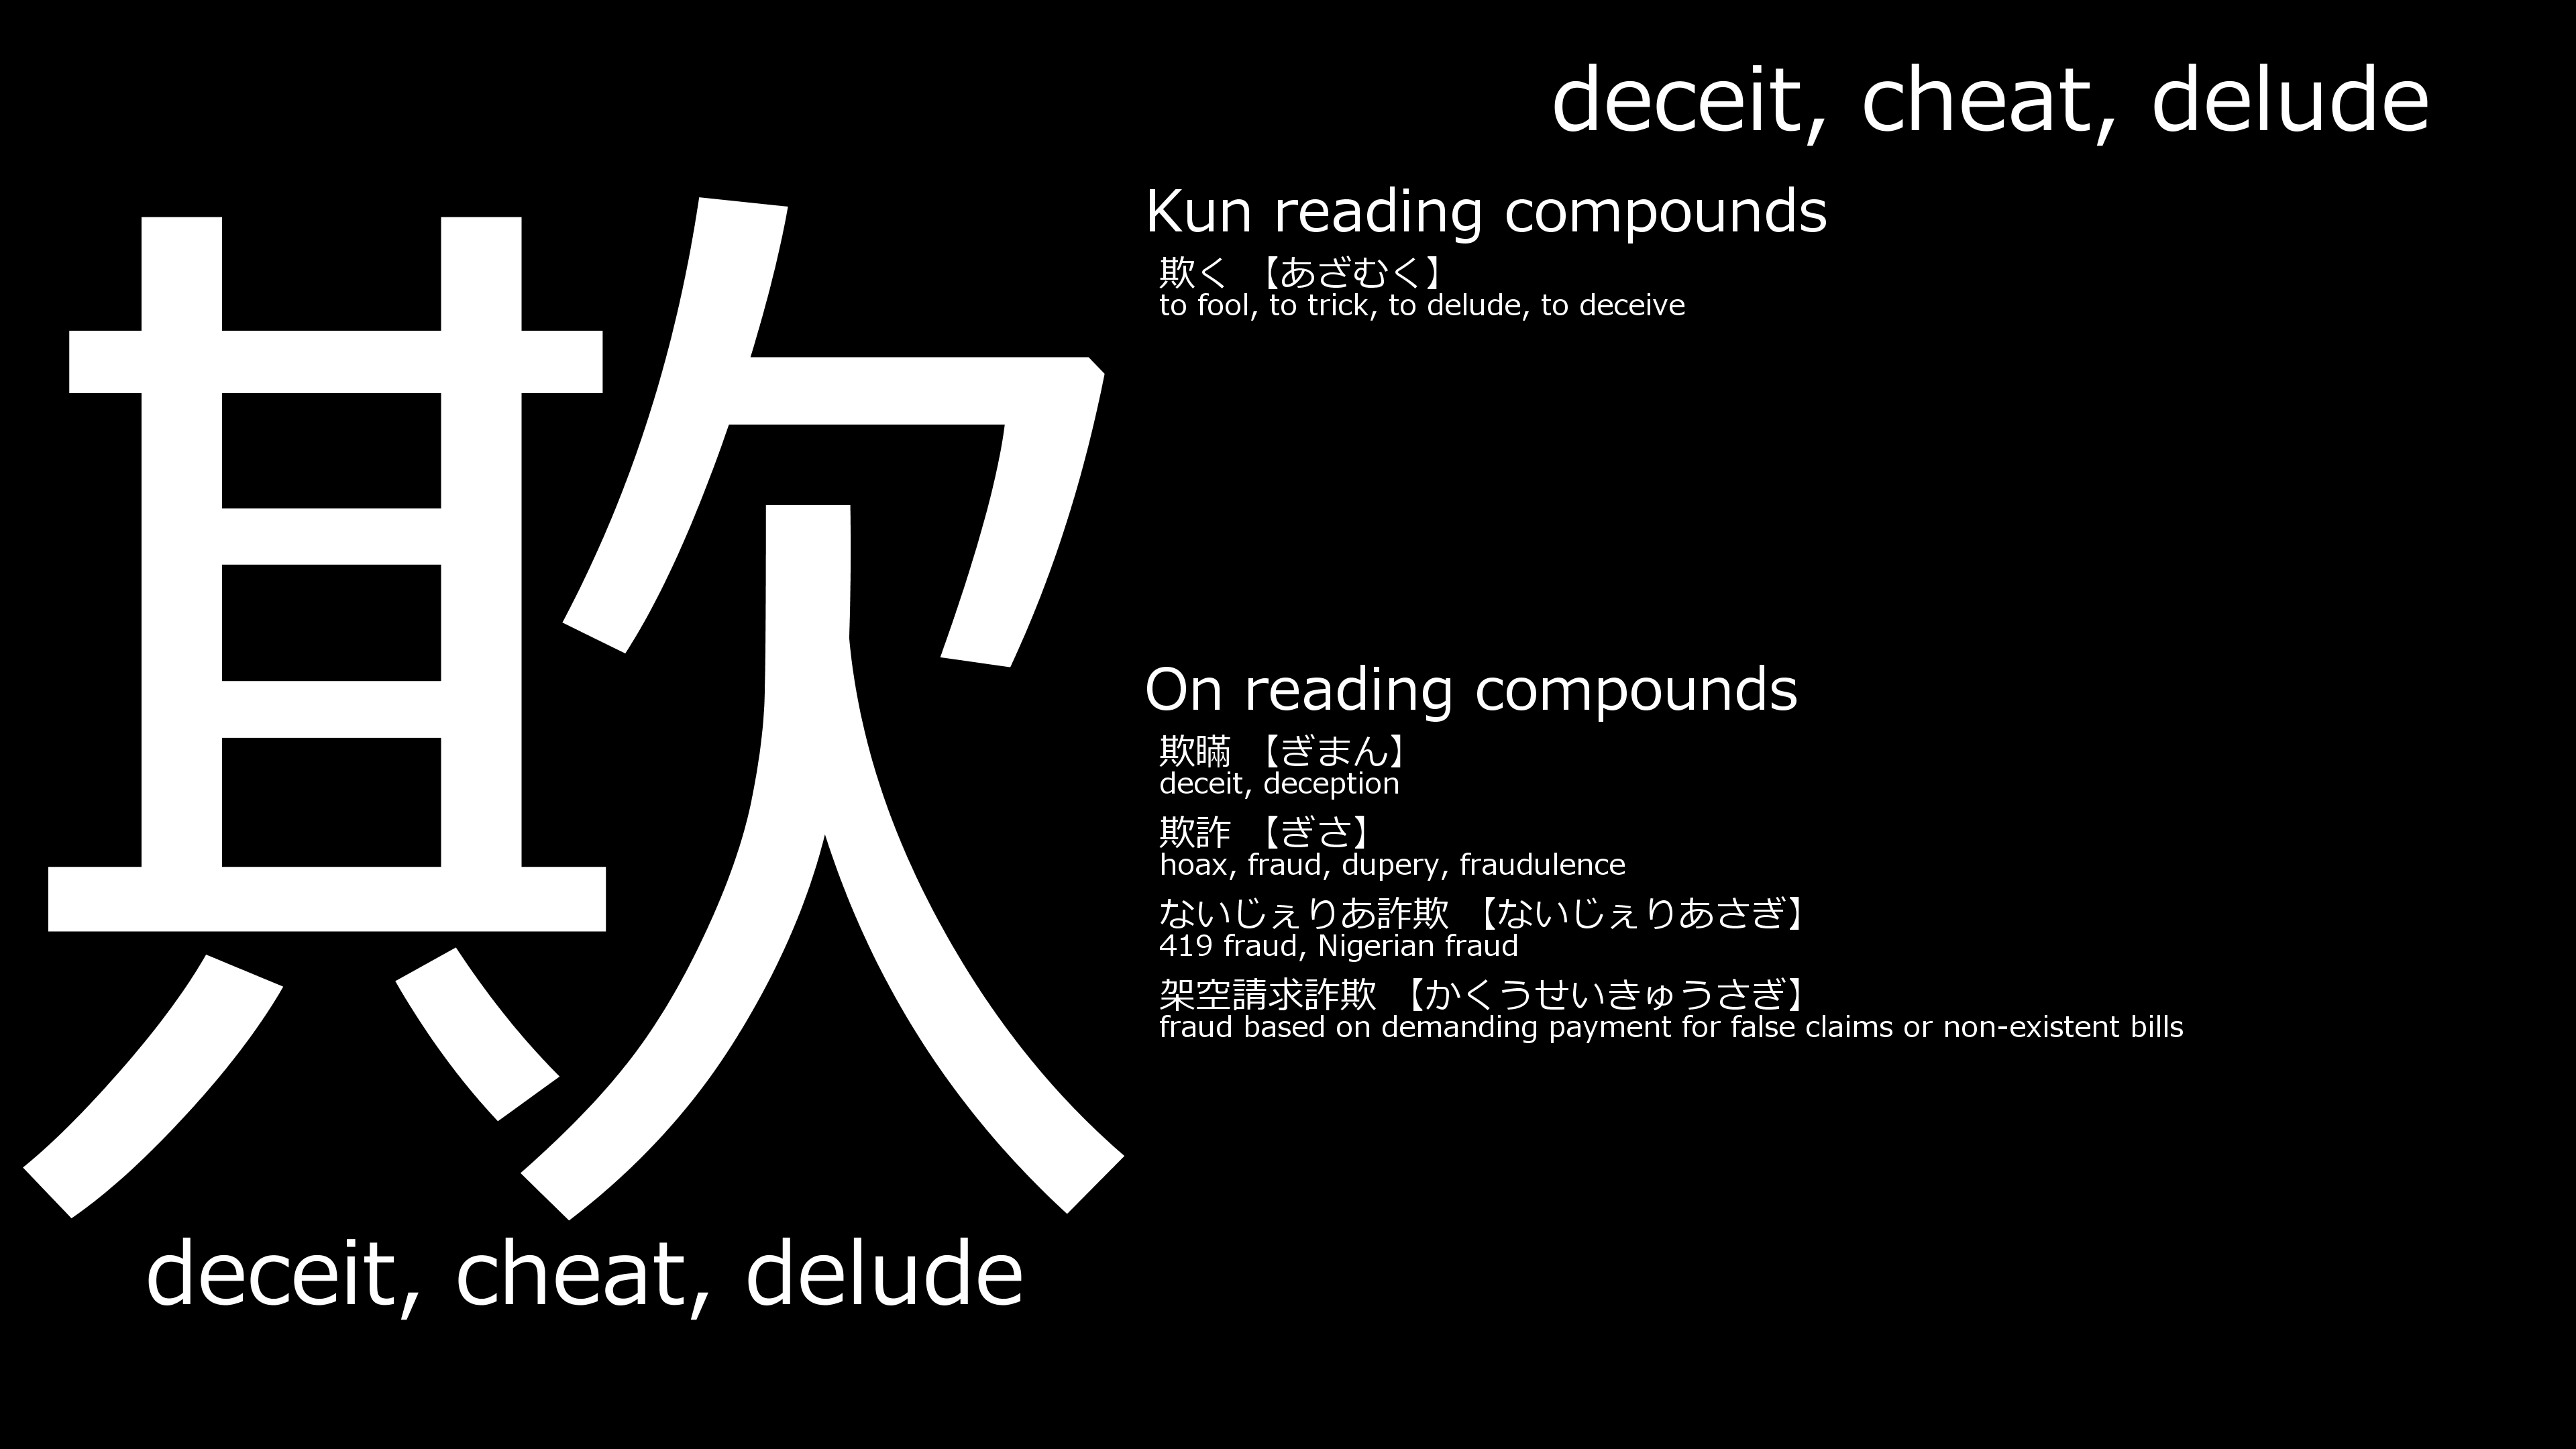 欺
deceit, cheat, delude
deceit, cheat, delude
Kun reading compounds
欺く 【あざむく】
to fool, to trick, to delude, to deceive
On reading compounds
欺瞞 【ぎまん】
deceit, deception
欺詐 【ぎさ】
hoax, fraud, dupery, fraudulence
ないじぇりあ詐欺 【ないじぇりあさぎ】
419 fraud, Nigerian fraud
架空請求詐欺 【かくうせいきゅうさぎ】
fraud based on demanding payment for false claims or non-existent bills